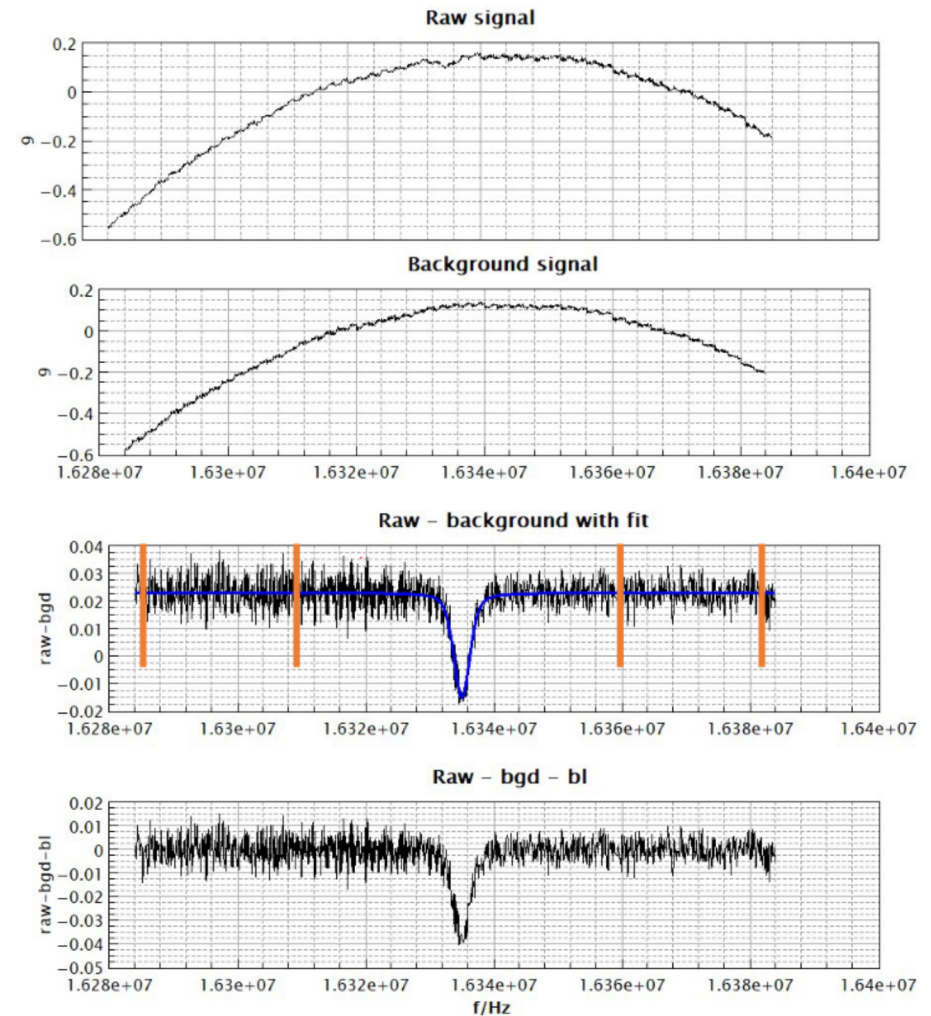 Raw signal
0.2
0
−0.2
−0.4
−0.6
9
Background signal
0.2
0
−0.2
−0.4
−0.6
9
1.628e+07 1.63e+07 1.632e+07 1.634e+07 1.636e+07 1.638e+07 1.64e+07
Raw − background with fit
0.04
0.03
0.02
0.01
0
−0.01
−0.02
raw-bgd
1.628e+07 1.63e+07 1.632e+07 1.634e+07 1.636e+07 1.638e+07 1.64e+07
Raw − bgd − bl
0.02
0.01
0
−0.01
−0.02
−0.03
−0.04
−0.05
raw-bgd-bl
1.628e+07 1.63e+07 1.632e+07 1.634e+07 1.636e+07 1.638e+07 1.64e+07
f/Hz